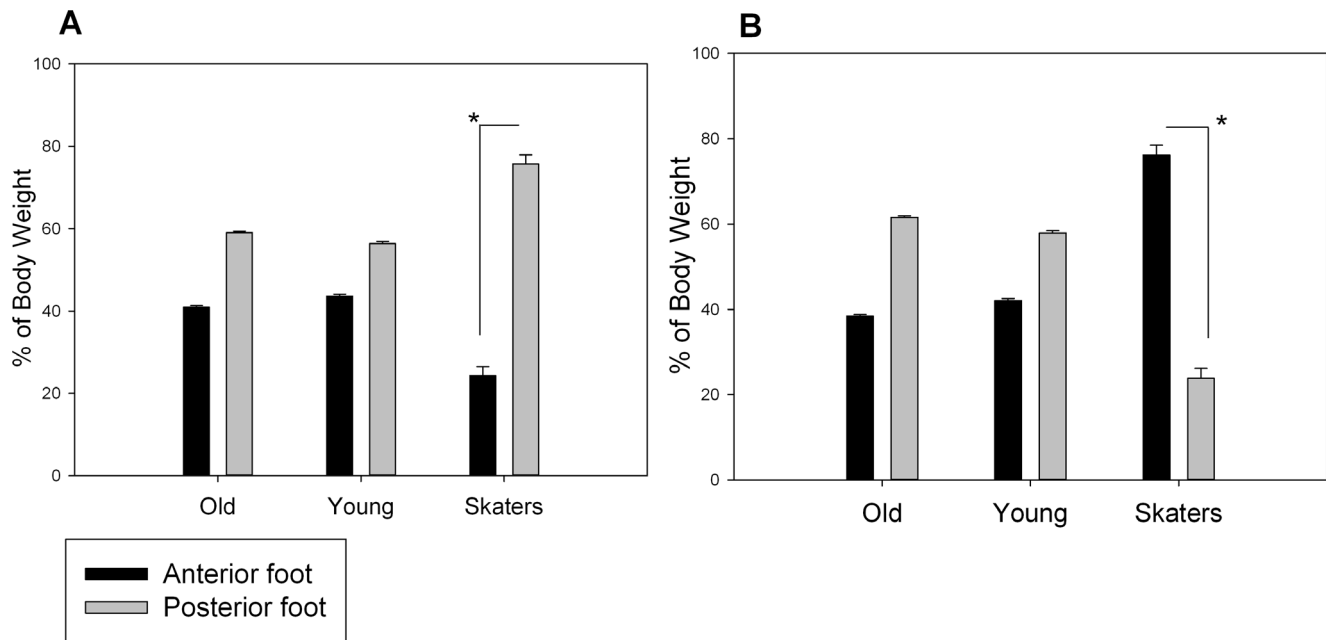 A
% of Body Weight
100
80
60
40
20
0
*
Old Young Skaters
Anterior foot
Posterior foot
B
% of Body Weight
100
80
60
40
20
0
*
Old Young Skaters